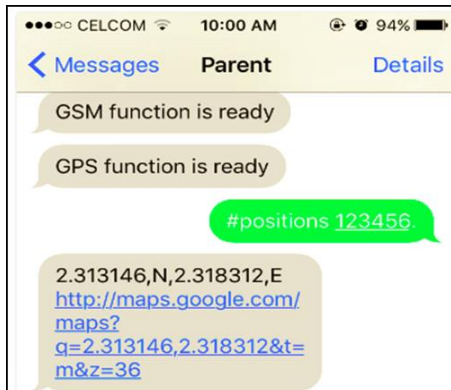 CELCOM 10:00 AM 94%
Messages Parent Details
GSM function is ready
GPS function is ready
#positions 123456.
2.313146,N,2.318312,E
http://maps.google.com/
maps?
q=2.313146,2.318312&t=
m&z=36